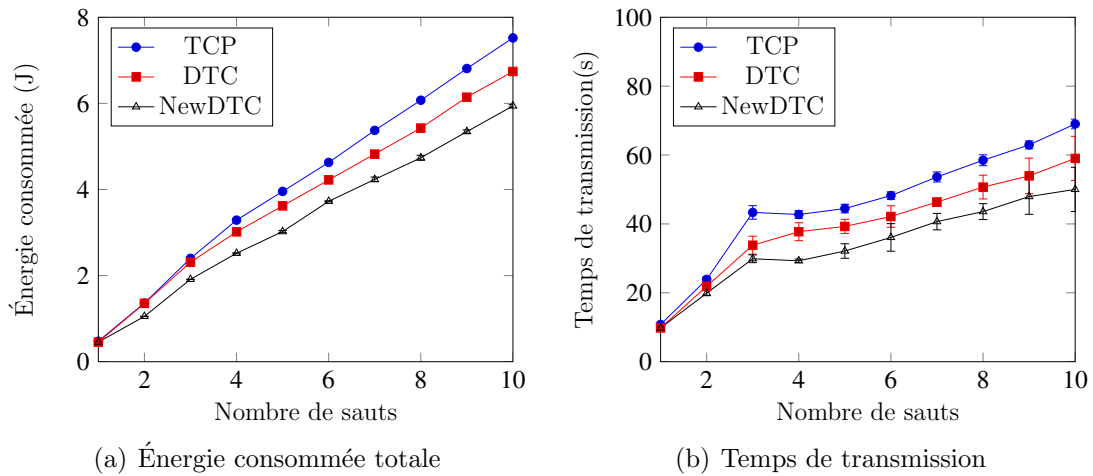 8
6
4
2
0
2
4
6
8
10
Énergie consommée (J)
Nombre de sauts
TCP
DTC
NewDTC
(a) Énergie consommée totale
100
80
60
40
20
0
2
4
6
8
10
Temps de transmission(s)
Nombre de sauts
TCP
DTC
NewDTC
(b) Temps de transmission